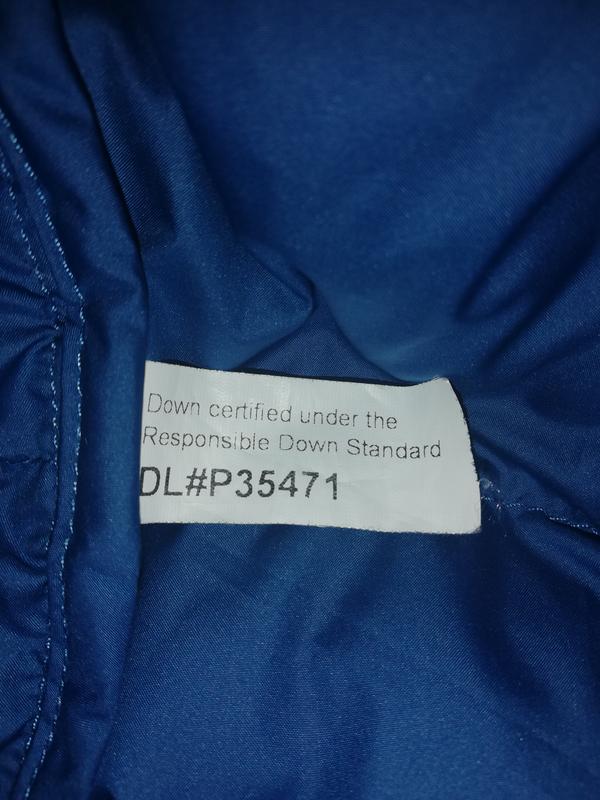 Down certified under the
Responsible Down Standard
DL#P35471